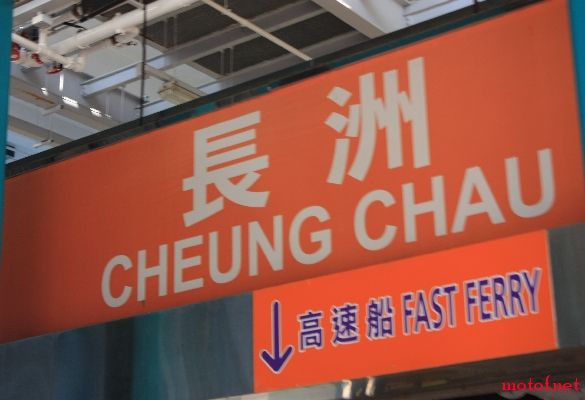 長洲
CHEUNG CHAU
↓高速船 FAST FERRY
motof.net